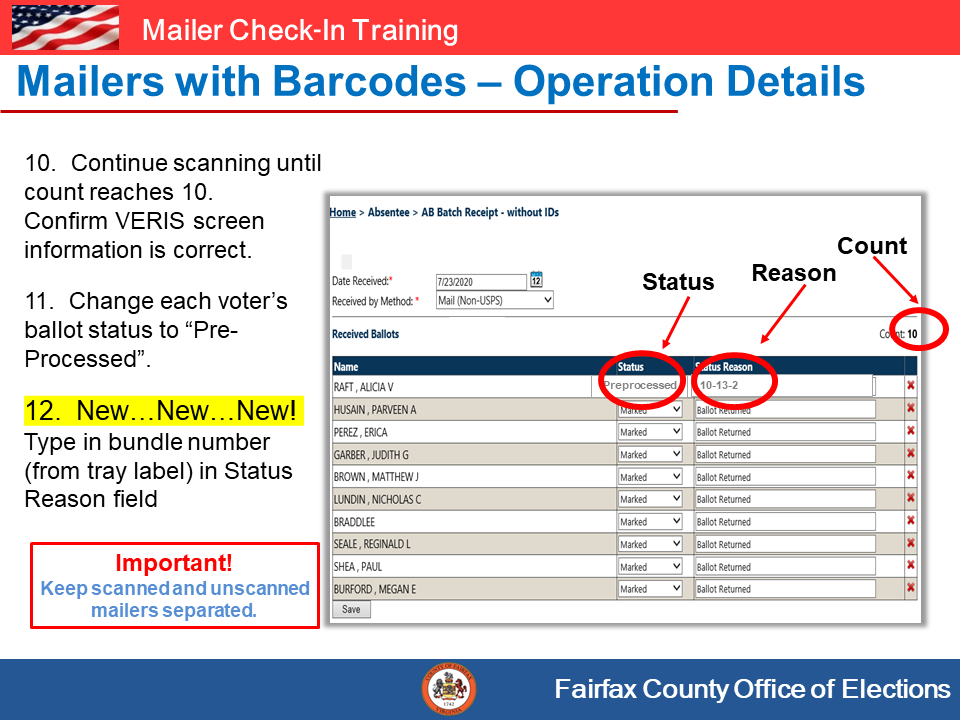 Mailer Check-In Training
Mailers with Barcodes – Operation Details
10.  Continue scanning until
count reaches 10.
Confirm VERIS screen
information is correct.
11.  Change each voter's
ballot status to “Pre-
Processed”.
12.  New…New…New!
Type in bundle number
(from tray label) in Status
Reason field
Important!
Keep scanned and unscanned
mailers separated.
Home > Absentee > AB Batch Receipt - without IDs
Count
Status
Reason
Date Received:* 7/23/2020 12
Received by Method: * Mail (Non-USPS)
Received Ballots Count: 10
Name Status Status Reason
RAFT , ALICIA V Preprocessed 10-13-2
HUSAIN , PARVEEN A Marked Ballot Returned
PEREZ , ERICA Marked Ballot Returned
GARBER , JUDITH G Marked Ballot Returned
BROWN , MATTHEW J Marked Ballot Returned
LUNDIN , NICHOLAS C Marked Ballot Returned
BRADDLEE Marked Ballot Returned
SEALE , REGINALD L Marked Ballot Returned
SHEA , PAUL Marked Ballot Returned
BURFORD , MEGAN E Marked Ballot Returned
Save
COUNTY OF FAIRFAX
VIRGINIA
1742
Fairfax County Office of Elections